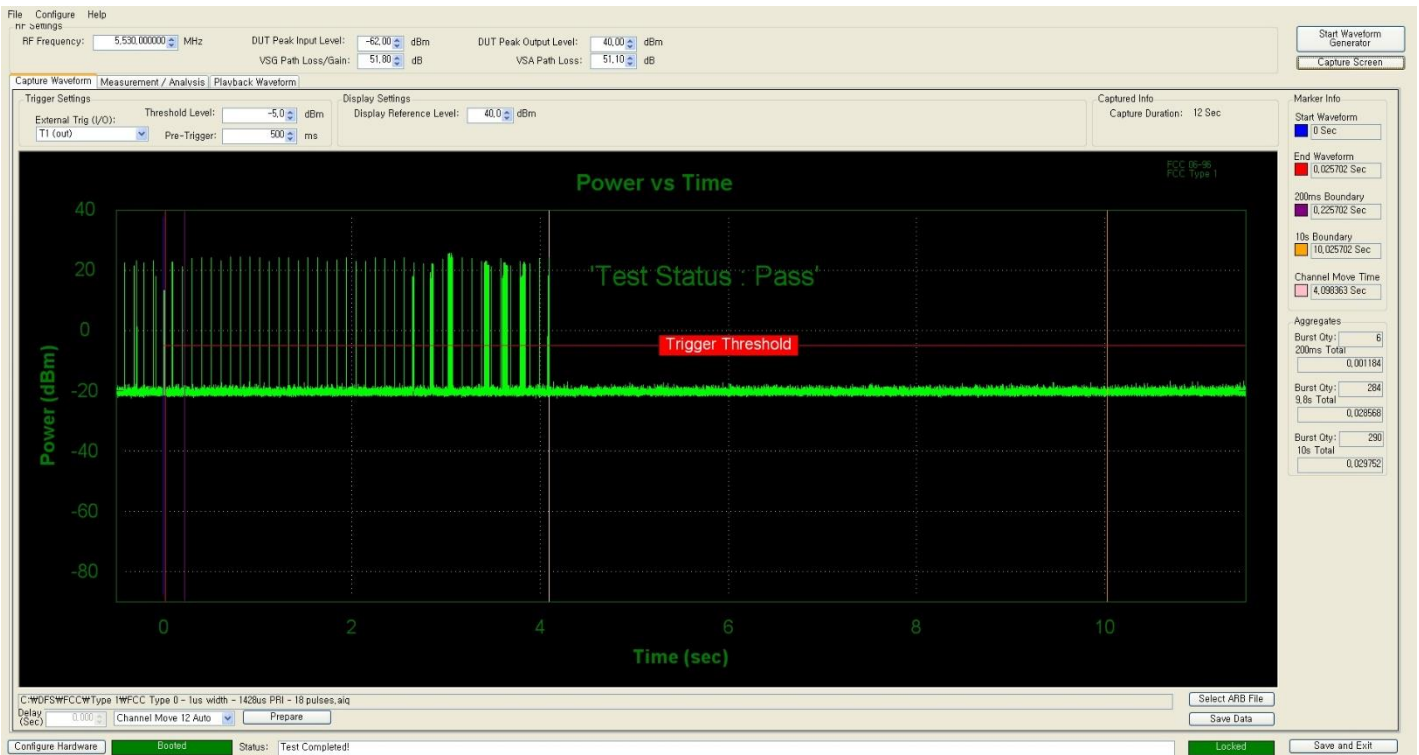 File Configure Help
RF Settings
RF Frequency: 5,530,000000 MHz DUT Peak Input Level: -62,00 dBm DUT Peak Output Level: 40,00 dBm
VSG Path Loss/Gain: 51,80 dB VSA Path Loss: 51,10 dB
Start Waveform Generator
Capture Screen
Capture Waveform Measurement / Analysis Playback Waveform
Trigger Settings
External Trig (I/O): Threshold Level: -5,0 dBm
T1 (out) Pre-Trigger: 500 ms
Display Settings
Display Reference Level: 40,0 dBm
Captured Info
Capture Duration: 12 Sec
Marker Info
Start Waveform
0 Sec
End Waveform
0,025702 Sec
200ms Boundary
0,225702 Sec
10s Boundary
10,025702 Sec
Channel Move Time
4,098363 Sec
Aggregates
Burst Qty: 6
200ms Total
0,001184
Burst Qty: 284
9,8s Total
0,028568
Burst Qty: 290
10s Total
0,029752
FCC 06-96
FCC Type 1
Power vs Time
'Test Status : Pass'
Trigger Threshold
Power (dBm)
40
20
0
-20
-40
-60
-80
0 2 4 6 8 10
Time (sec)
C:₩DFS₩FCC₩Type 1₩FCC Type 0 - 1us width - 1428us PRI - 18 pulses,aiq
Select ARB File
Delay (Sec) 0,000 Channel Move 12 Auto Prepare
Save Data
Configure Hardware Booted Status: Test Completed! Locked Save and Exit